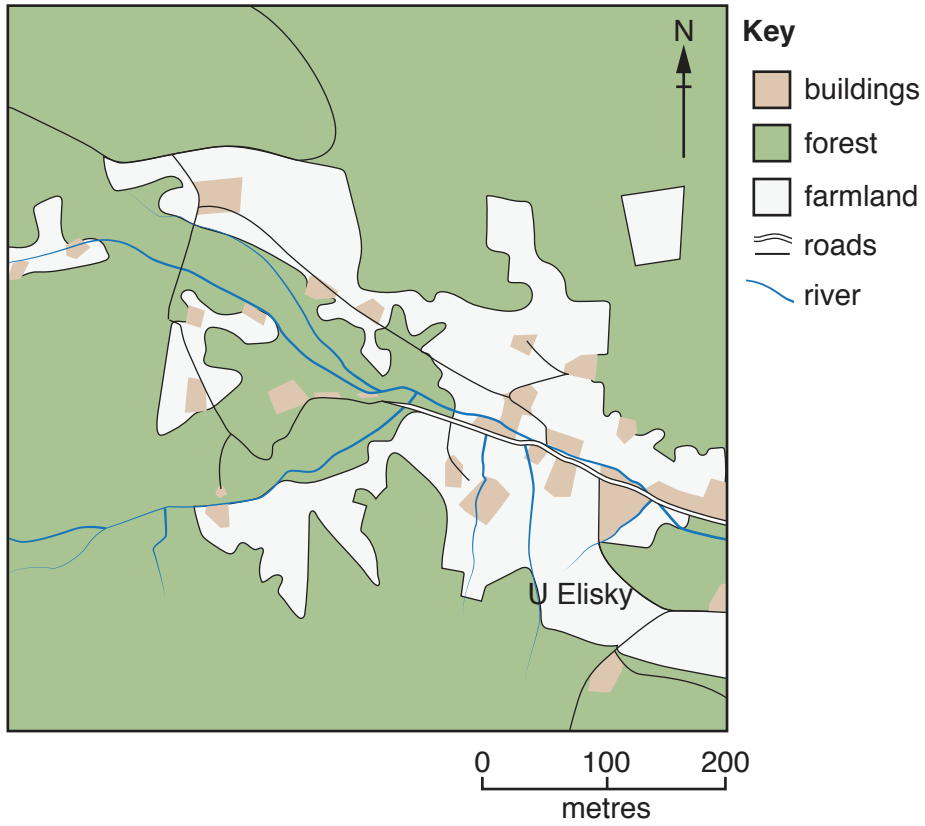 N
Key
buildings
forest
farmland
roads
river
U Elisky
0 100 200
metres